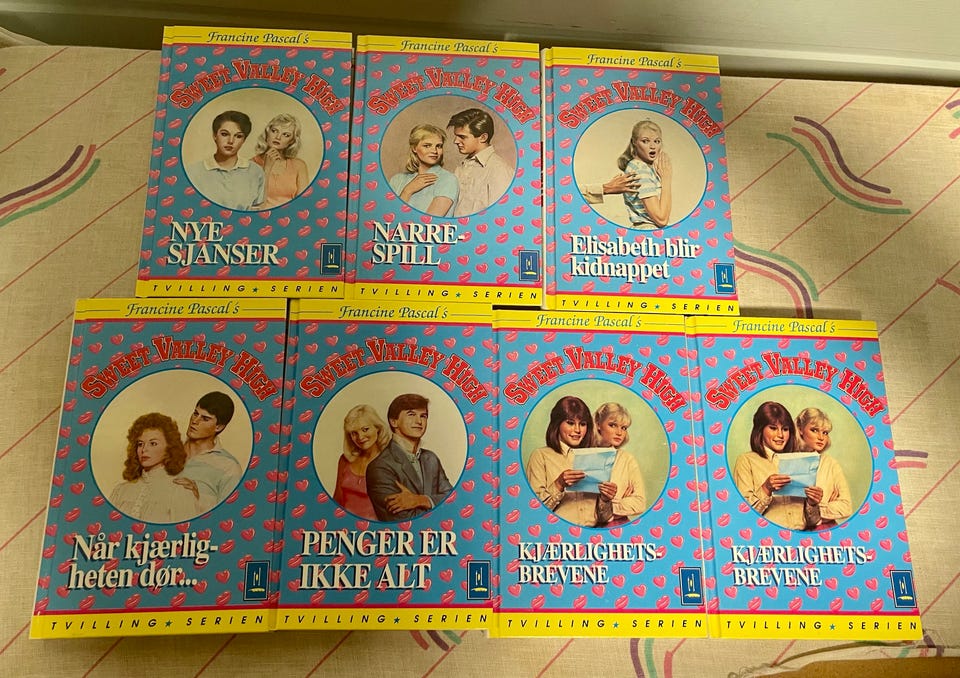 Francine Pascal's
SWEET VALLEY HIGH
NYE
SJANSER
TVILLING ★ SERIEN
Francine Pascal's
SWEET VALLEY HIGH
NARRE-
SPILL
TVILLING ★ SERIEN
Francine Pascal's
SWEET VALLEY HIGH
Elisabeth blir
kidnappet
TVILLING ★ SERIEN
Francine Pascal's
SWEET VALLEY HIGH
Når kjærlig-
heten dør...
TVILLING ★ SERIEN
Francine Pascal's
SWEET VALLEY HIGH
PENGER ER
IKKE ALT
TVILLING ★ SERIEN
Francine Pascal's
SWEET VALLEY HIGH
KJÆRLIGHETS-
BREVENE
TVILLING ★ SERIEN
Francine Pascal's
SWEET VALLEY HIGH
KJÆRLIGHETS-
BREVENE
TVILLING ★ SERIEN